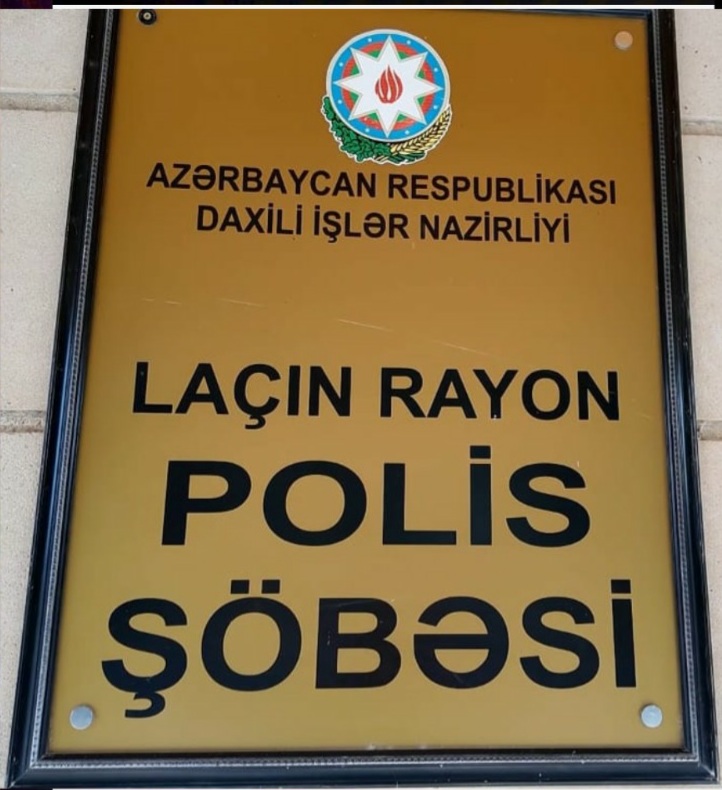 AZƏRBAYCAN RESPUBLİKASI
DAXİLİ İŞLƏR NAZİRLİYİ
LAÇIN RAYON
POLİS
ŞÖBƏSİ